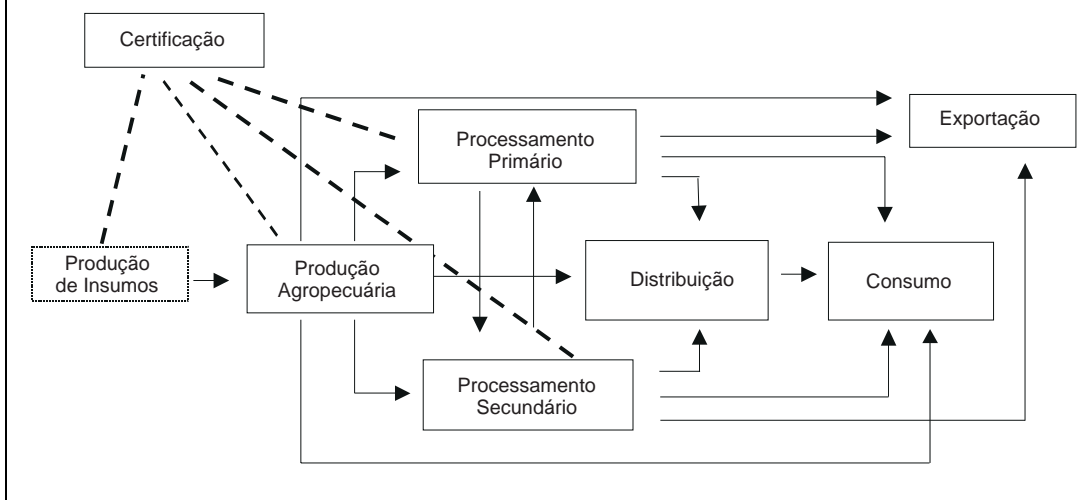 Certificação
Exportação
Processamento
Primário
Produção
de Insumos
Produção
Agropecuária
Distribuição
Consumo
Processamento
Secundário